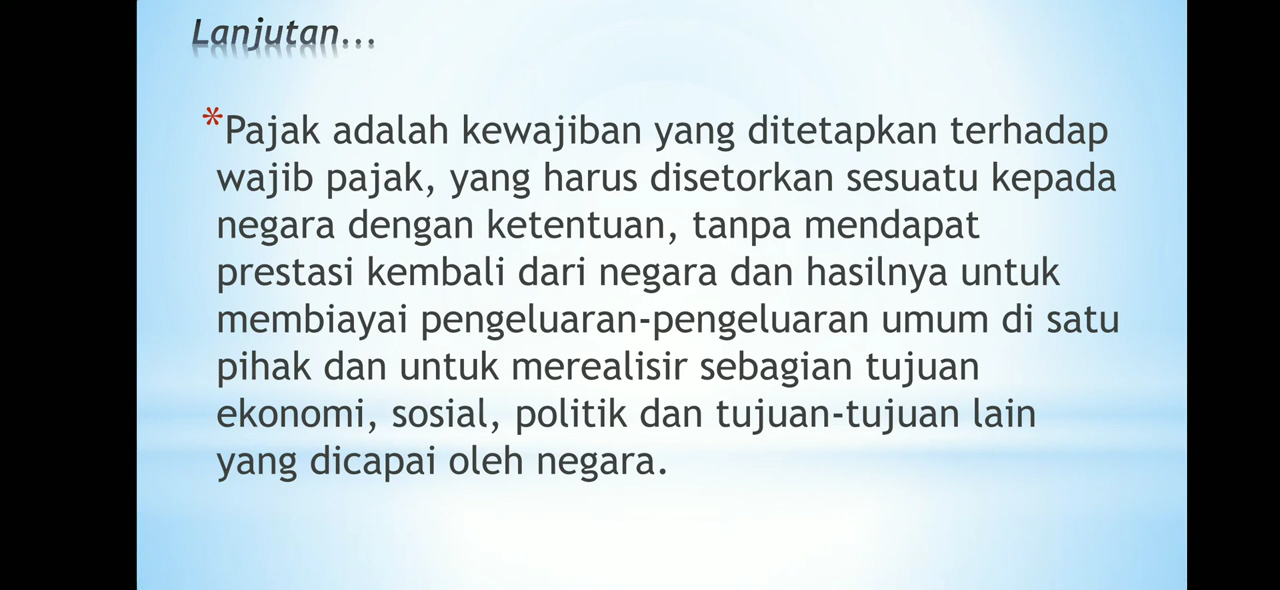 Lanjutan...
*Pajak adalah kewajiban yang ditetapkan terhadap
wajib pajak, yang harus disetorkan sesuatu kepada
negara dengan ketentuan, tanpa mendapat
prestasi kembali dari negara dan hasilnya untuk
membiayai pengeluaran-pengeluaran umum di satu
pihak dan untuk merealisir sebagian tujuan
ekonomi, sosial, politik dan tujuan-tujuan lain
yang dicapai oleh negara.